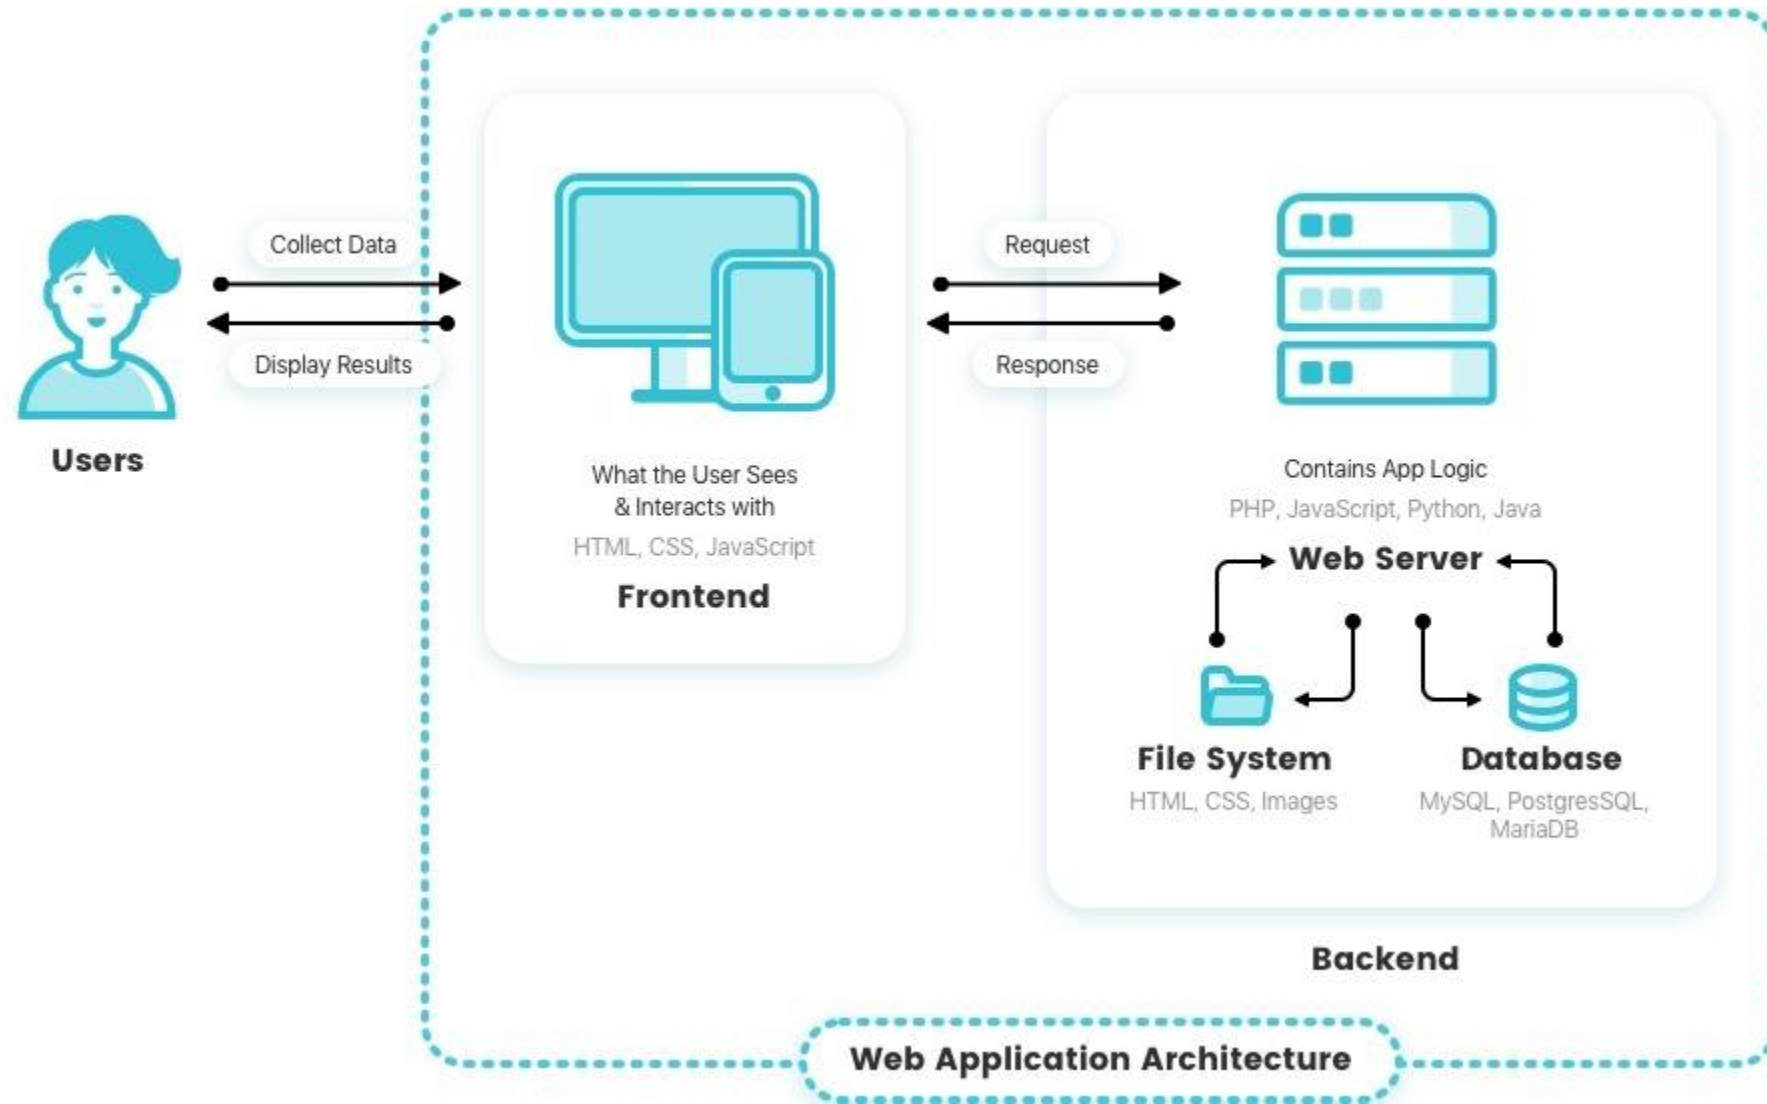 Collect Data
Display Results
Users
Request
Response
What the User Sees
& Interacts with
HTML, CSS, JavaScript
Frontend
Contains App Logic
PHP, JavaScript, Python, Java
Web Server
File System
HTML, CSS, Images
Database
MySQL, PostgresSQL,
MariaDB
Backend
Web Application Architecture